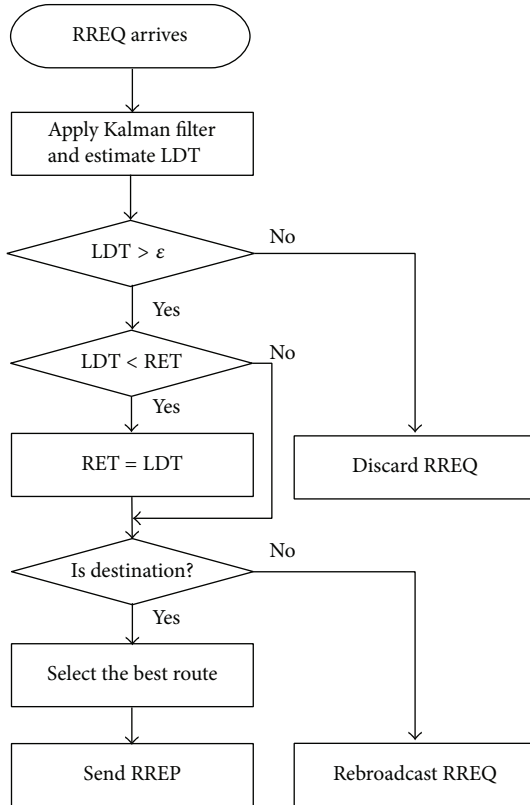 RREQ arrives
Apply Kalman filter
and estimate LDT
LDT > ε
No
Yes
LDT < RET
No
Yes
RET = LDT
Discard RREQ
Is destination?
No
Yes
Select the best route
Send RREP
Rebroadcast RREQ